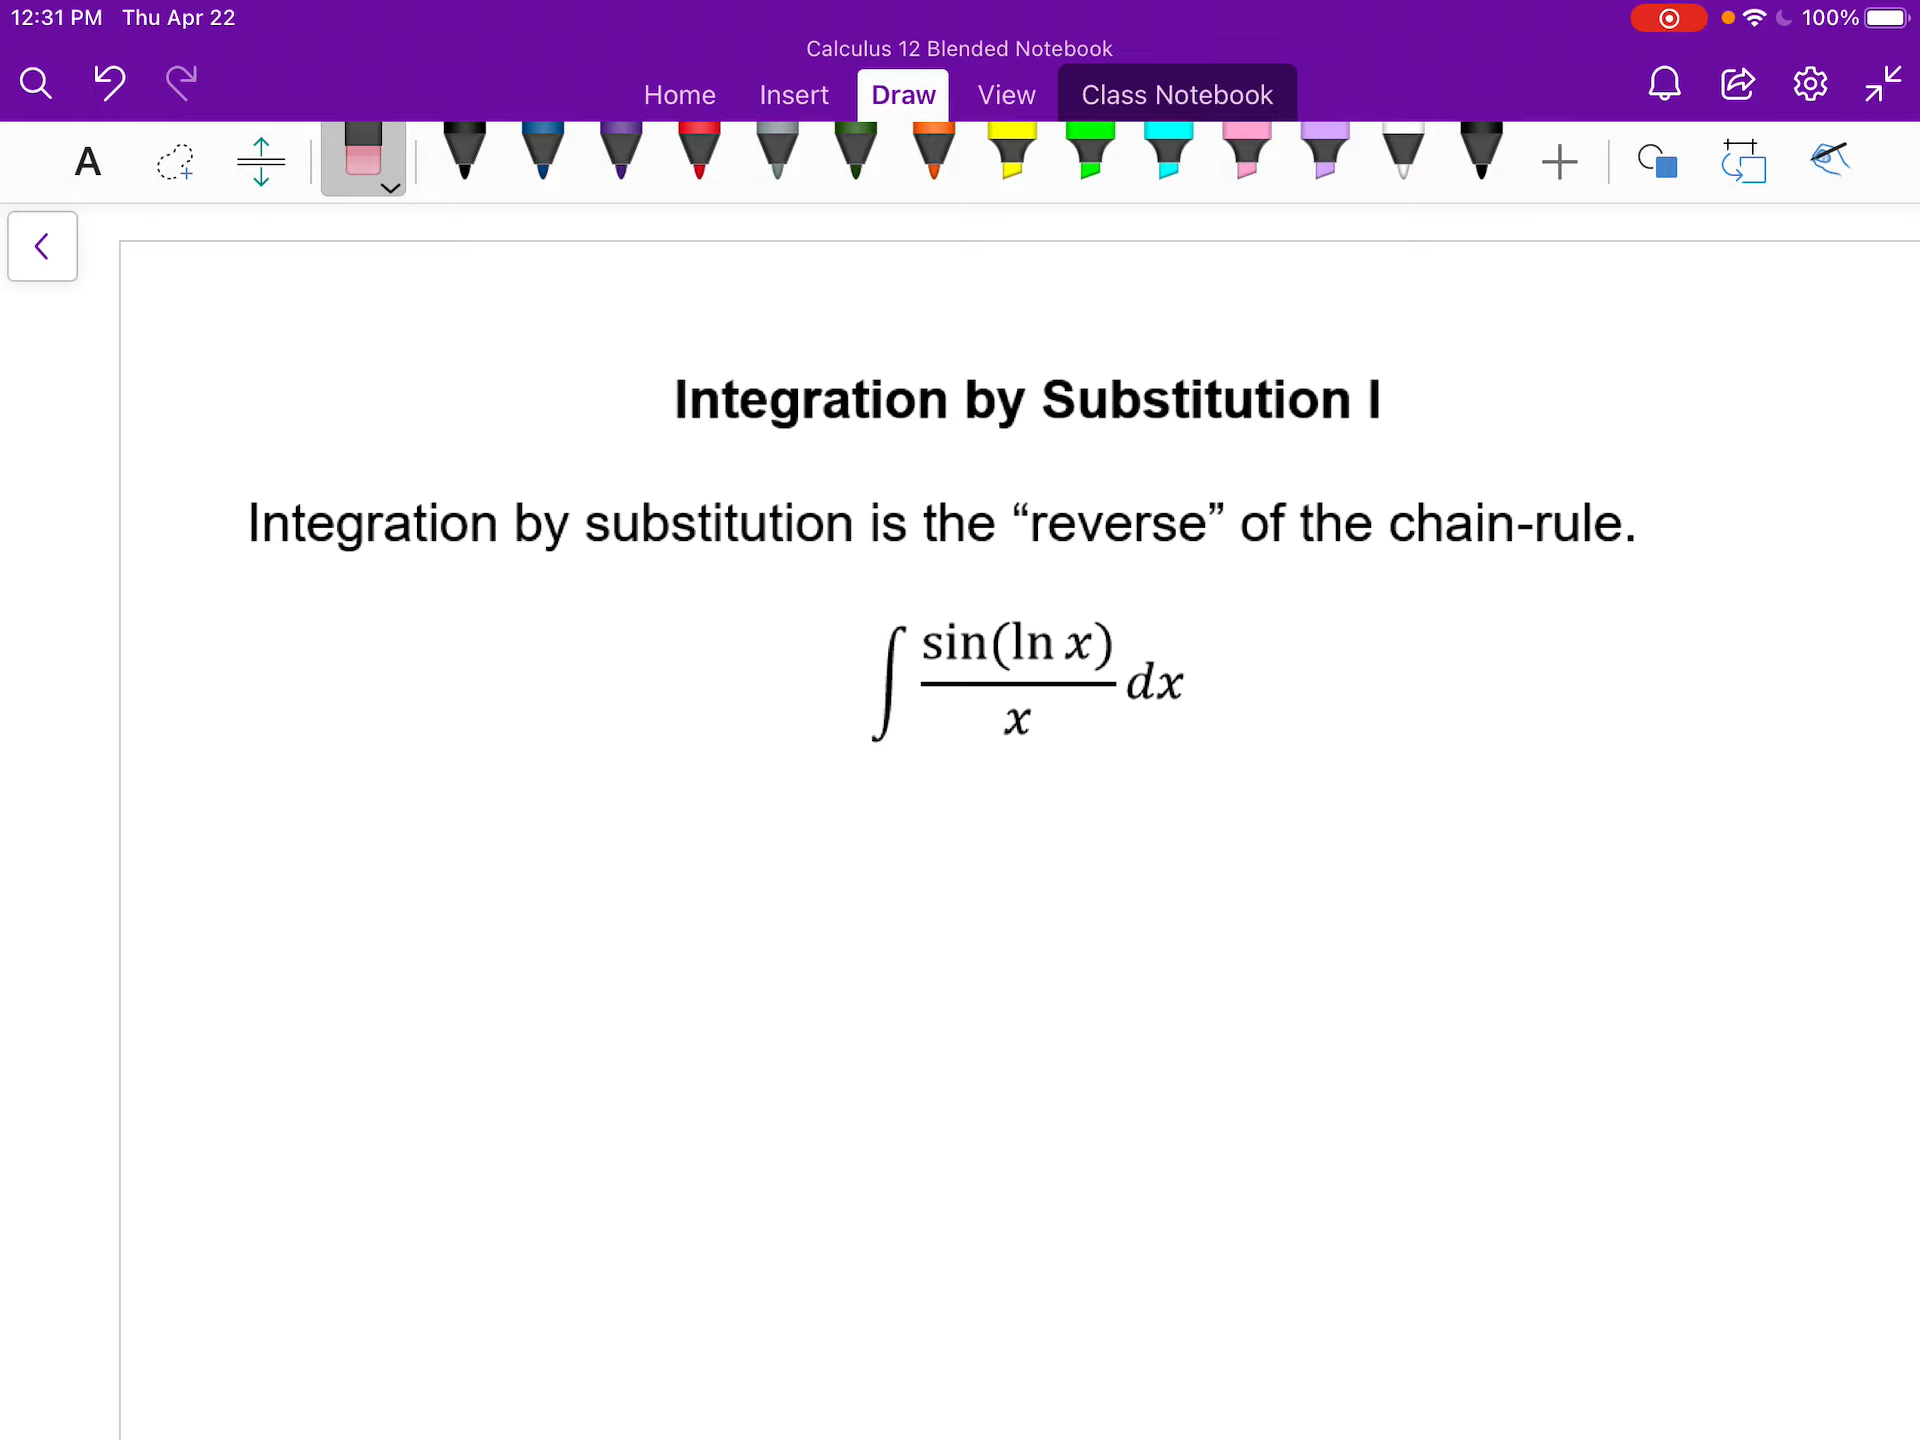 12:31 PM Thu Apr 22
100%
Calculus 12 Blended Notebook
Home Insert Draw View Class Notebook
A
Integration by Substitution I
Integration by substitution is the “reverse” of the chain-rule.
∫ sin(ln x) / x dx